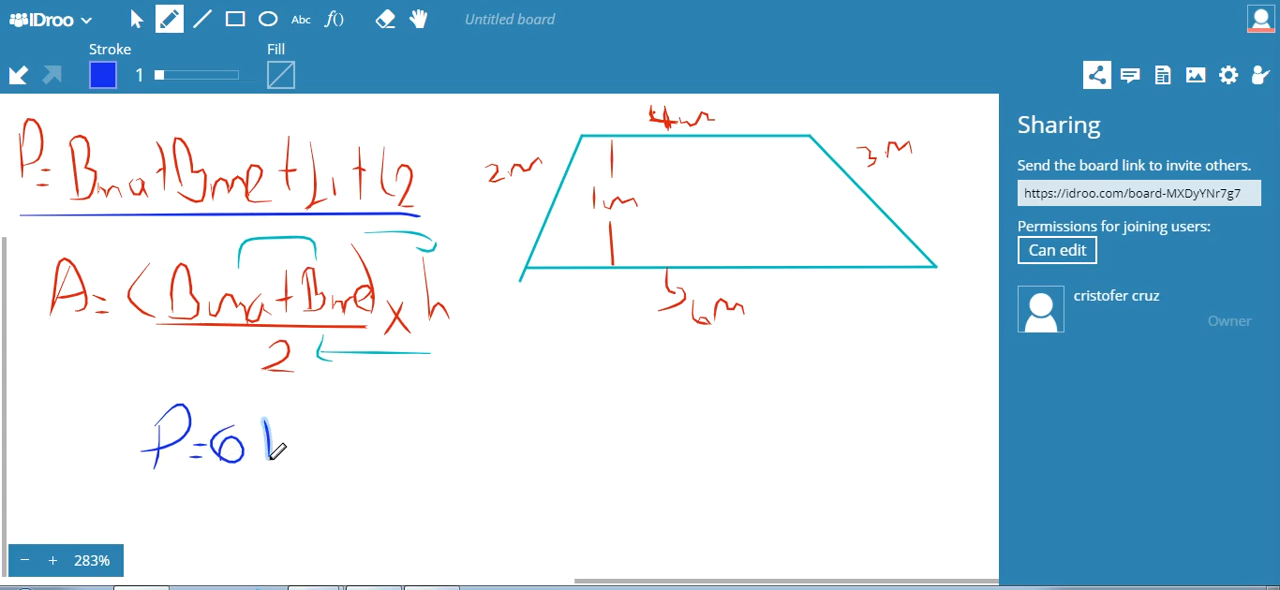 IDroo
Abc
f()
Untitled board
Stroke
1
Fill
P= Bma+Bme+L1+L2
A= (Bma+Bme) x h
2
P=6
4m
2m
3m
1m
6m
Sharing
Send the board link to invite others.
https://idroo.com/board-MXDyYNr7g7
Permissions for joining users:
Can edit
cristofer cruz
Owner
− + 283%